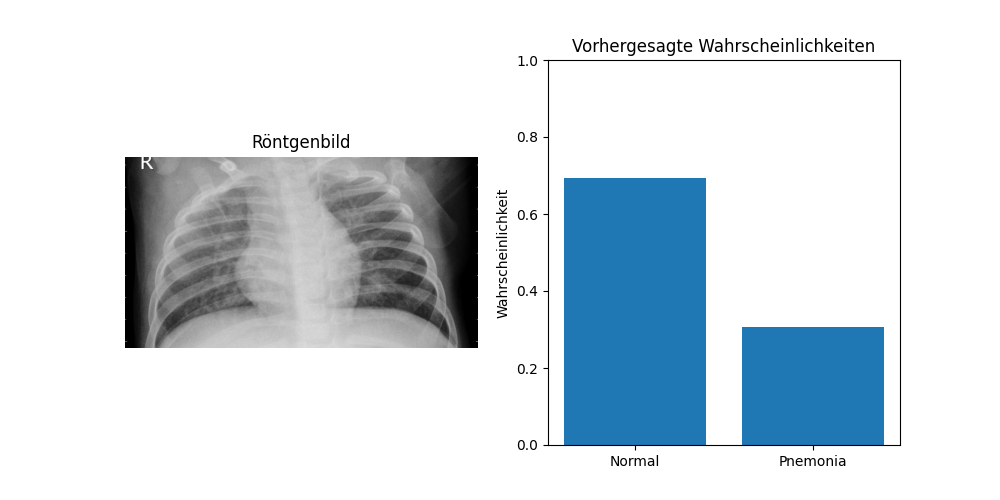 Röntgenbild
R
Vorhergesagte Wahrscheinlichkeiten
Wahrscheinlichkeit
1.0
0.8
0.6
0.4
0.2
0.0
Normal
Pnemonia